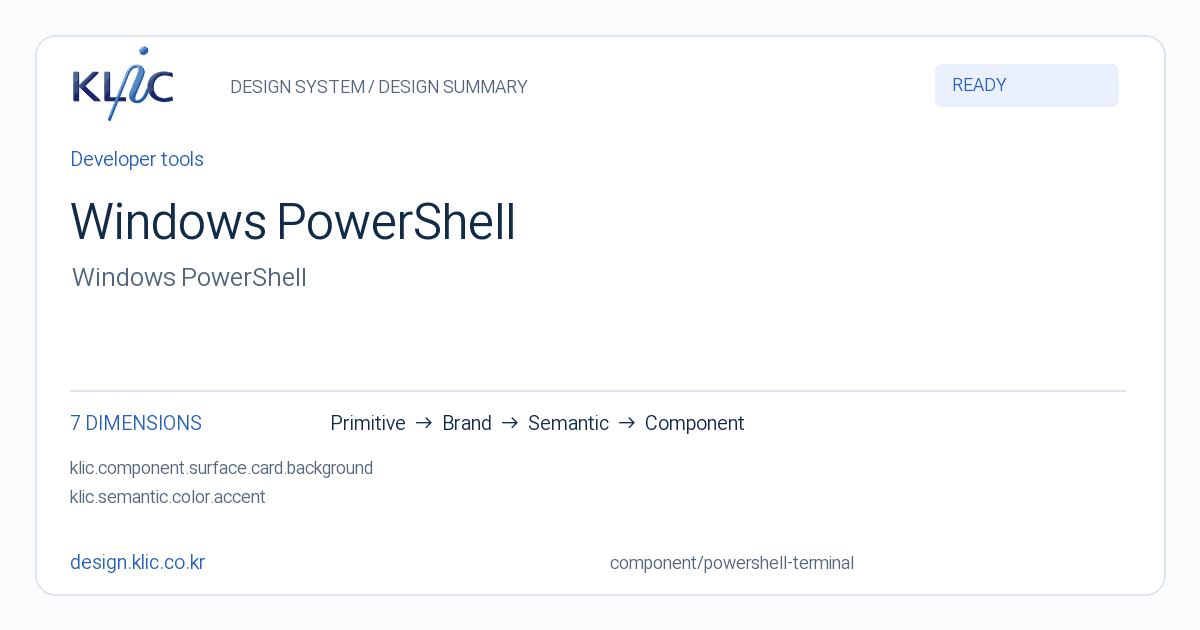 KLiC
DESIGN SYSTEM / DESIGN SUMMARY
READY
Developer tools
Windows PowerShell
Windows PowerShell
7 DIMENSIONS
Primitive → Brand → Semantic → Component
klic.component.surface.card.background
klic.semantic.color.accent
design.klic.co.kr
component/powershell-terminal